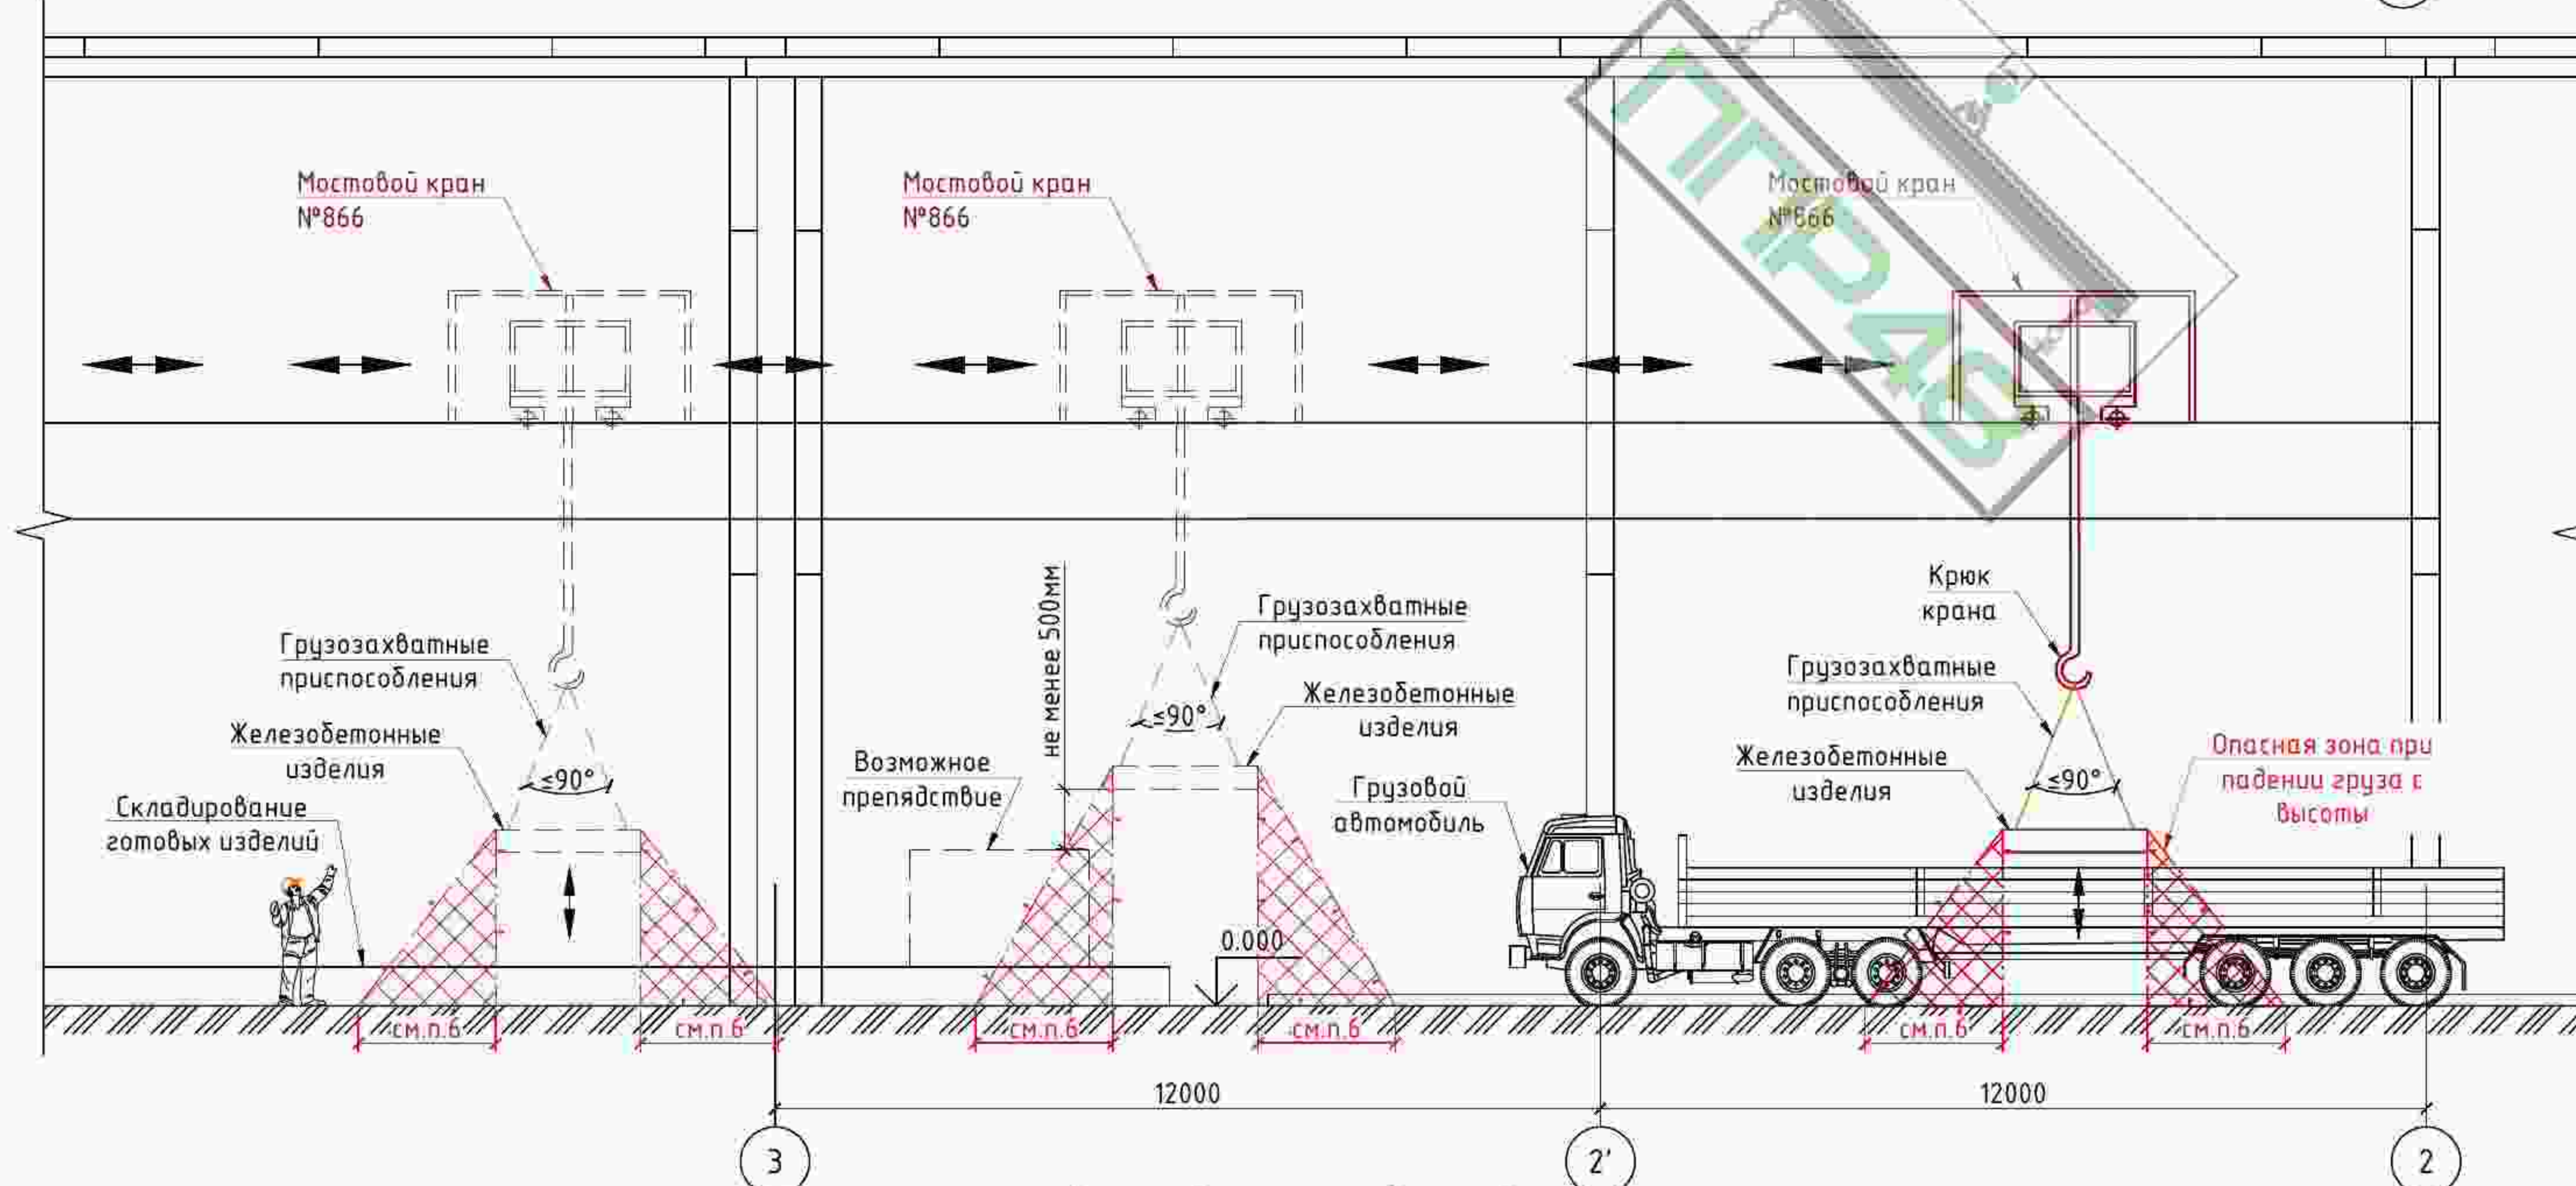 Мостовой кран
№866
Мостовой кран
№866
Мостовой кран
№866
ППР48
Грузозахватные
приспособления
Железобетонные
изделия
Складирование
готовых изделий
≤90°
не менее 500мм
Возможное
препядствие
Грузозахватные
приспособления
≤90°
Железобетонные
изделия
Грузовой
автомобиль
0.000
Крюк
крана
Грузозахватные
приспособления
Железобетонные
изделия
≤90°
Опасная зона при
падении груза с
высоты
см.п.6
см.п.6
см.п.6
см.п.6
см.п.6
см.п.6
12000
12000
3
2'
2